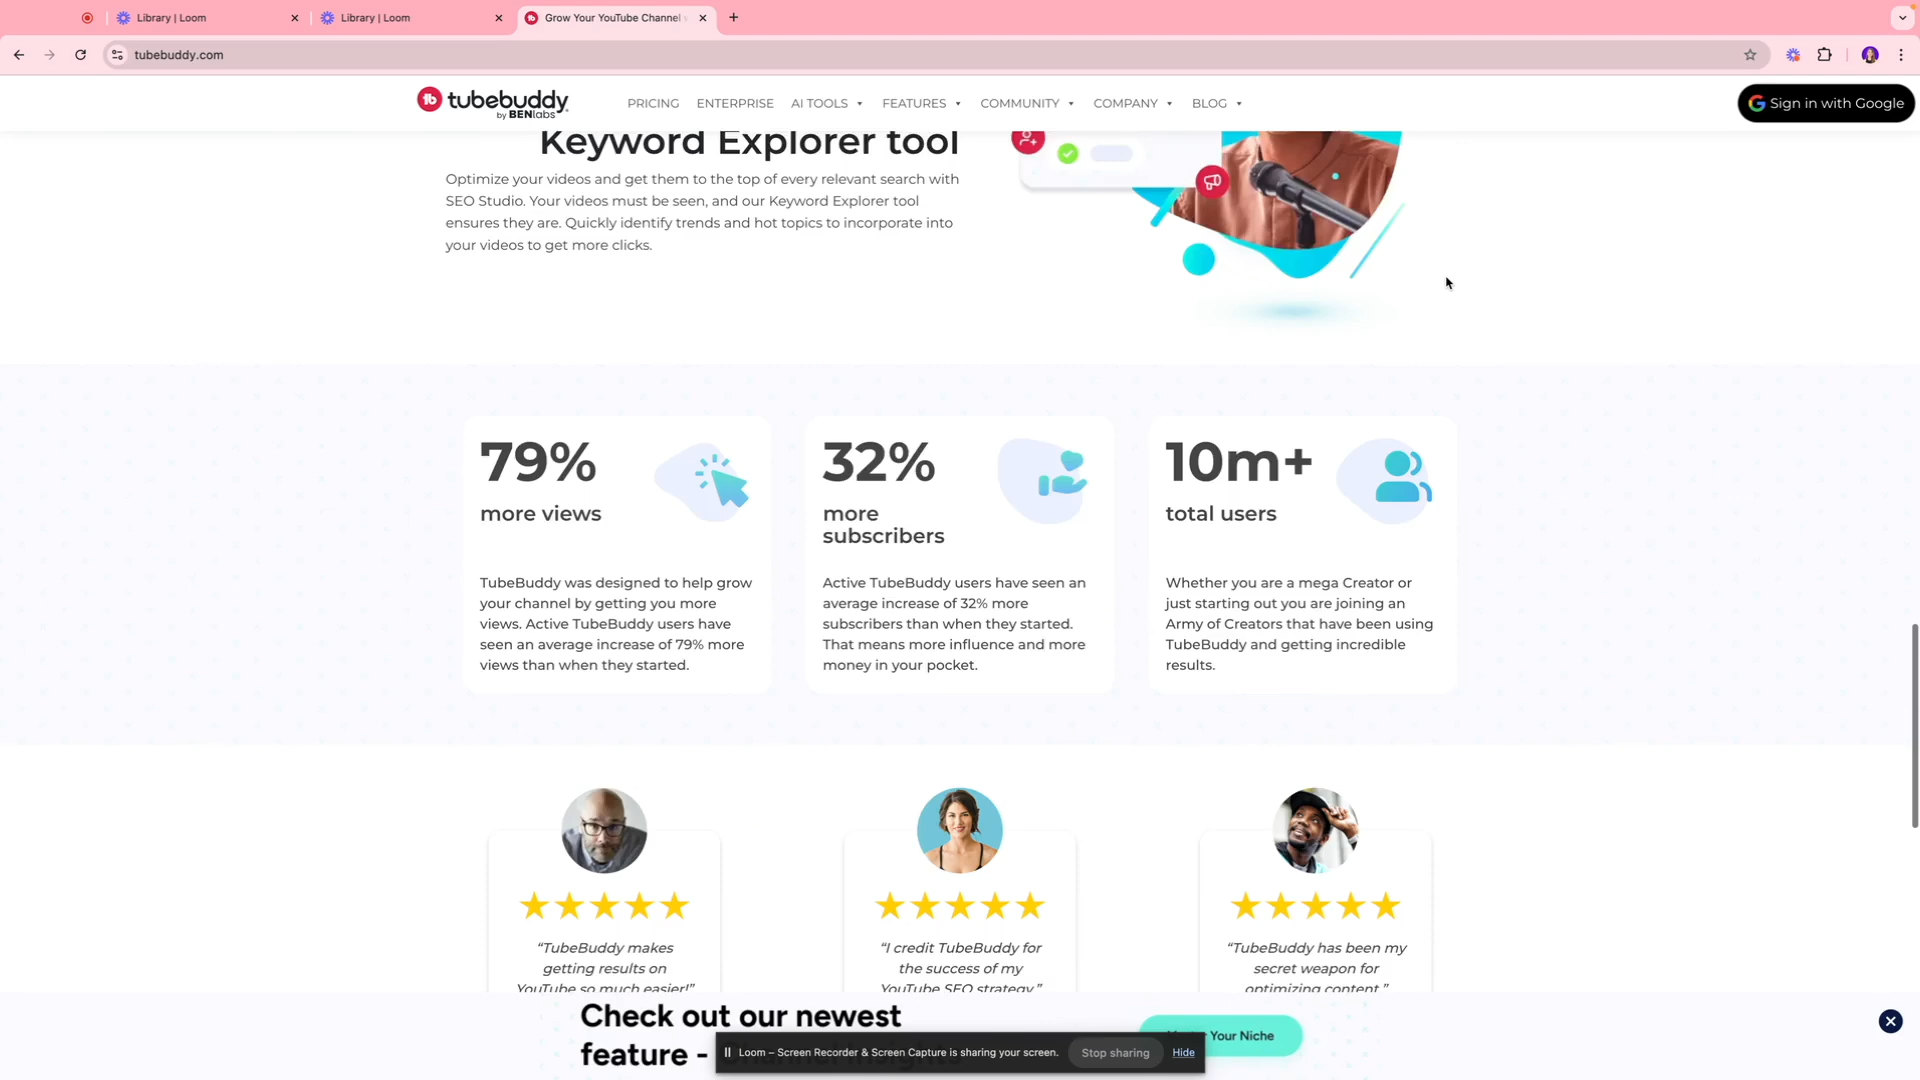 Library | Loom
Library | Loom
Grow Your YouTube Channel
tubebuddy.com
tubebuddy
by BENlabs
PRICING
ENTERPRISE
AI TOOLS
FEATURES
COMMUNITY
COMPANY
BLOG
Sign in with Google
Keyword Explorer tool
Optimize your videos and get them to the top of every relevant search with
SEO Studio. Your videos must be seen, and our Keyword Explorer tool
ensures they are. Quickly identify trends and hot topics to incorporate into
your videos to get more clicks.
79%
more views
TubeBuddy was designed to help grow
your channel by getting you more
views. Active TubeBuddy users have
seen an average increase of 79% more
views than when they started.
32%
more
subscribers
Active TubeBuddy users have seen an
average increase of 32% more
subscribers than when they started.
That means more influence and more
money in your pocket.
10m+
total users
Whether you are a mega Creator or
just starting out you are joining an
Army of Creators that have been using
TubeBuddy and getting incredible
results.
“TubeBuddy makes
getting results on
YouTube so much easier!”
“I credit TubeBuddy for
the success of my
YouTube SEO strategy.”
“TubeBuddy has been my
secret weapon for
optimizing content.”
Check out our newest
feature -
Your Niche
Loom – Screen Recorder & Screen Capture is sharing your screen.
Stop sharing
Hide